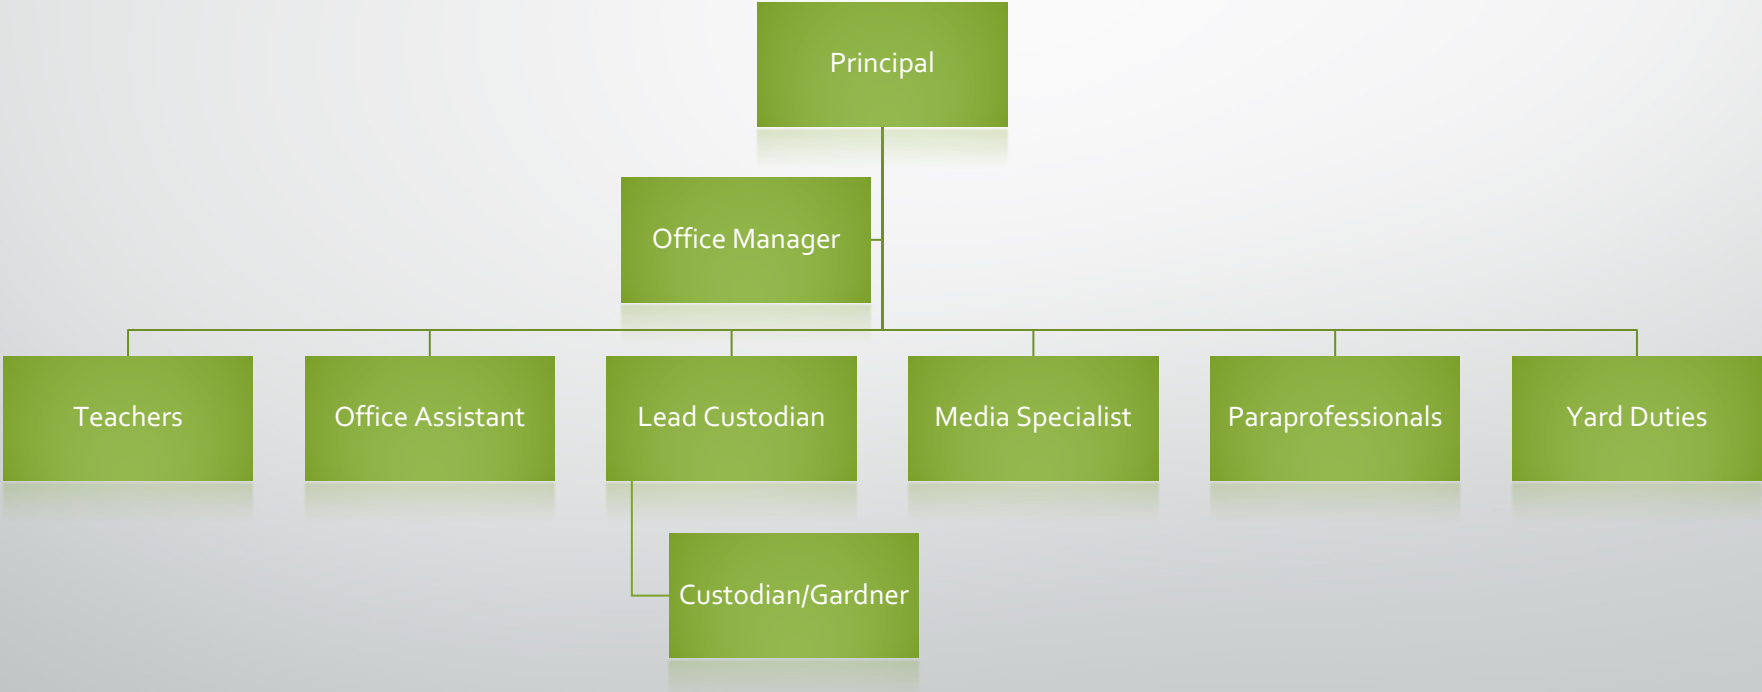 Principal
Office Manager
Teachers
Office Assistant
Lead Custodian
Media Specialist
Paraprofessionals
Yard Duties
Custodian/Gardner